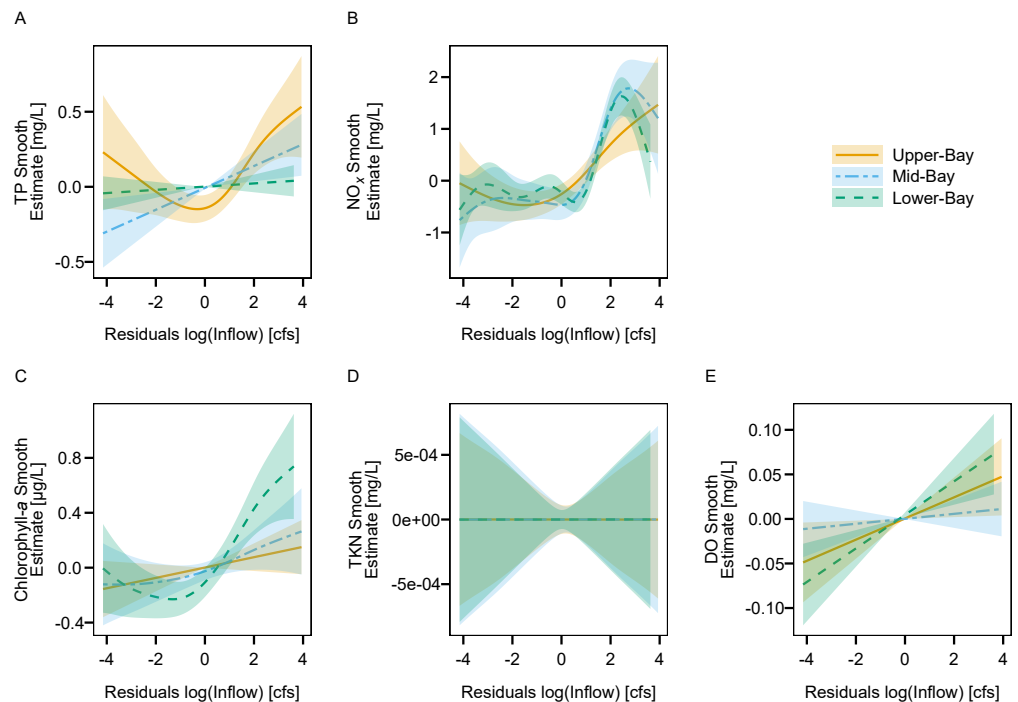 A
TP Smooth
Estimate [mg/L]
0.5
0.0
-0.5
-4
-2
0
2
4
Residuals log(Inflow) [cfs]
B
NOx Smooth
Estimate [mg/L]
2
1
0
-1
-4
-2
0
2
4
Residuals log(Inflow) [cfs]
Upper-Bay
Mid-Bay
Lower-Bay
C
Chlorophyll-a Smooth
Estimate [µg/L]
0.8
0.4
0.0
-0.4
-4
-2
0
2
4
Residuals log(Inflow) [cfs]
D
TKN Smooth
Estimate [mg/L]
5e-04
0e+00
-5e-04
-4
-2
0
2
4
Residuals log(Inflow) [cfs]
E
DO Smooth
Estimate [mg/L]
0.10
0.05
0.00
-0.05
-0.10
-4
-2
0
2
4
Residuals log(Inflow) [cfs]